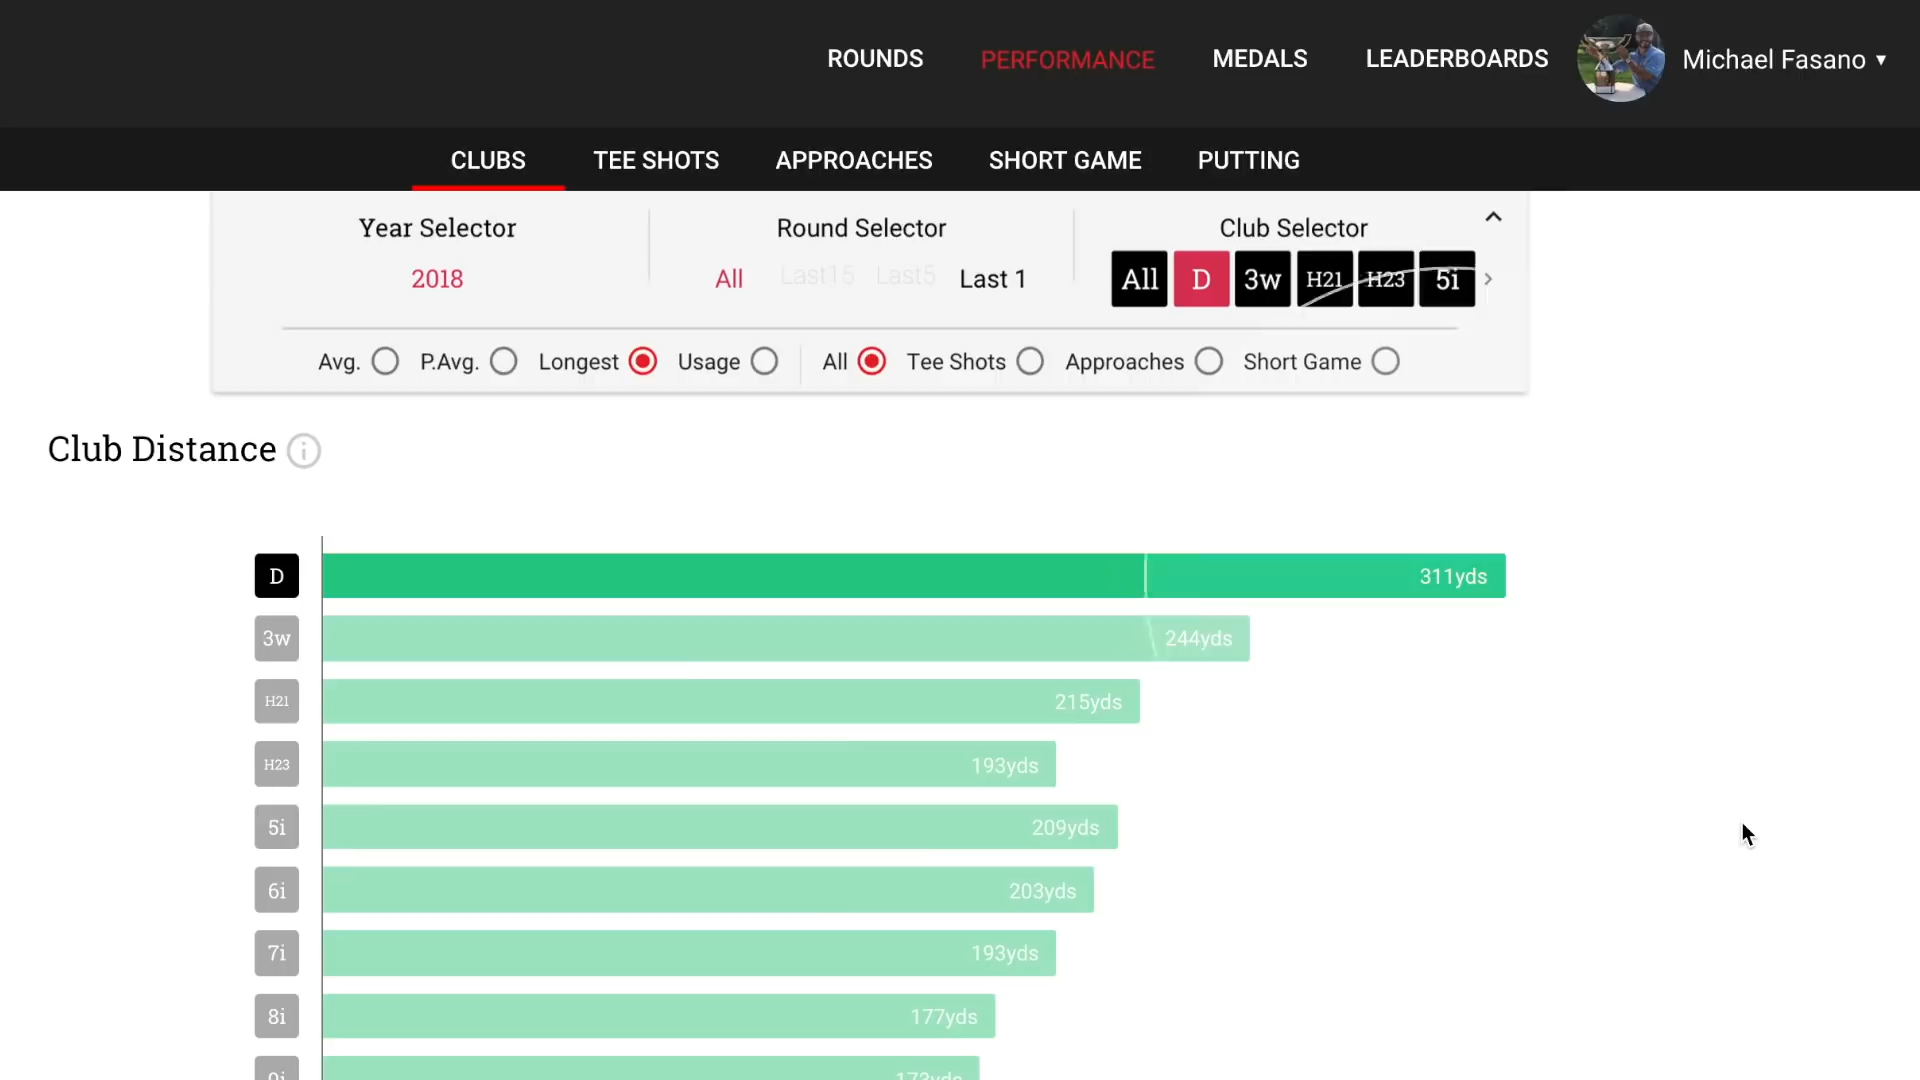 ROUNDS PERFORMANCE MEDALS LEADERBOARDS Michael Fasano ▾
CLUBS TEE SHOTS APPROACHES SHORT GAME PUTTING
Year Selector Round Selector Club Selector
2018 All Last15 Last5 Last 1 All D 3w H21 H23 5i
Avg. P.Avg. Longest Usage All Tee Shots Approaches Short Game
Club Distance i
D 311yds
3w 244yds
H21 215yds
H23 193yds
5i 209yds
6i 203yds
7i 193yds
8i 177yds
9i 173yds